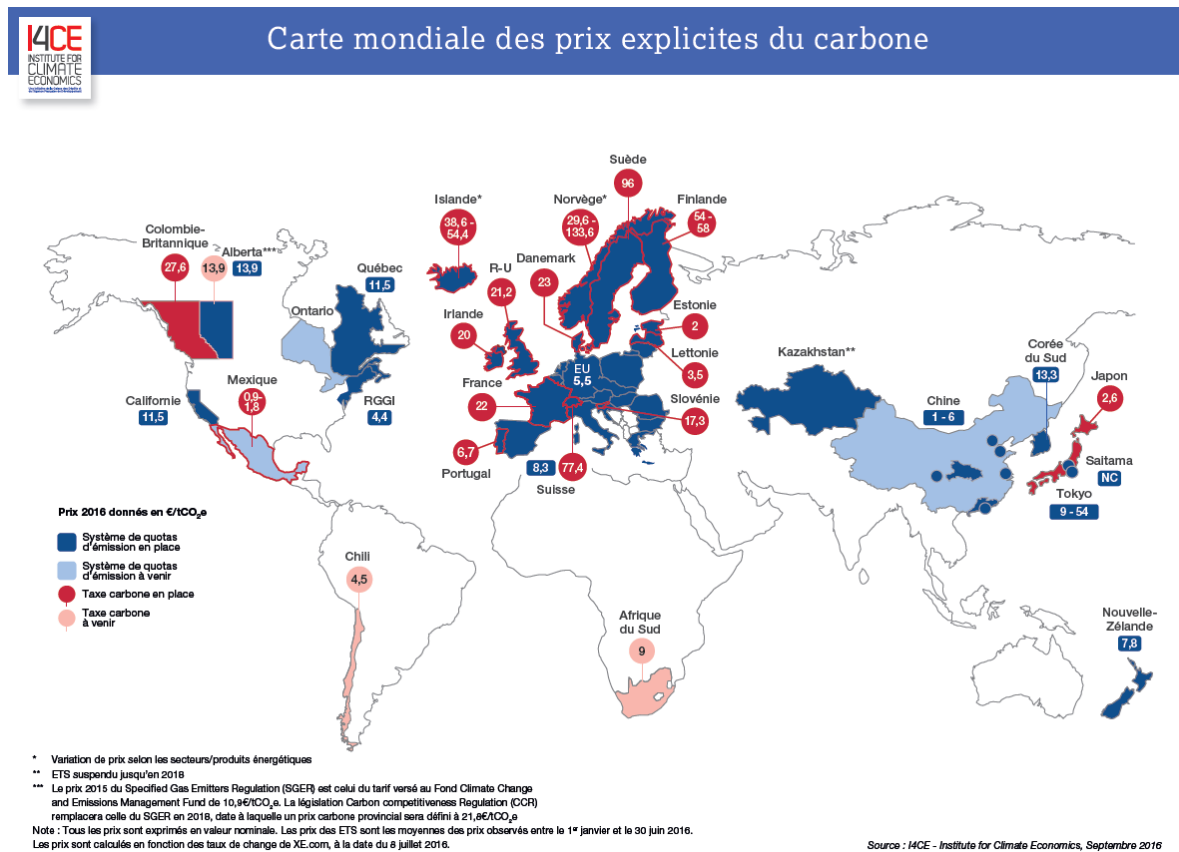 I4CE
INSTITUTE FOR
CLIMATE
ECONOMICS
Carte mondiale des prix explicites du carbone
Suède
96
Islande*
38,6 -
54,4
Norvège*
29,6 -
133,6
Finlande
54 -
58
Colombie-
Britannique
27,6
Alberta***
13,9
13,9
Québec
11,5
R-U
21,2
Danemark
23
Ontario
Irlande
20
Estonie
2
Lettonie
3,5
EU
5,5
Kazakhstan**
Corée
du Sud
13,3
Japon
2,6
Mexique
0,9-
1,8
Californie
11,5
RGGI
4,4
France
22
Slovénie
17,3
Chine
1 - 6
Portugal
6,7
8,3
77,4
Suisse
Saitama
NC
Tokyo
9 - 54
Prix 2016 donnés en €/tCO₂e
Système de quotas
d'émission en place
Système de quotas
d'émission à venir
Taxe carbone en place
Taxe carbone
à venir
Chili
4,5
Afrique
du Sud
9
Nouvelle-
Zélande
7,8
* Variation de prix selon les secteurs/produits énergétiques
** ETS suspendu jusqu'en 2018
*** Le prix 2015 du Specified Gas Emitters Regulation (SGER) est celui du tarif versé au Fond Climate Change
and Emissions Management Fund de 10,9€/tCO₂e. La législation Carbon competitiveness Regulation (CCR)
remplacera celle du SGER en 2018, date à laquelle un prix carbone provincial sera défini à 21,8€/tCO₂e
Note : Tous les prix sont exprimés en valeur nominale. Les prix des ETS sont les moyennes des prix observés entre le 1er janvier et le 30 juin 2016.
Les prix sont calculés en fonction des taux de change de XE.com, à la date du 8 juillet 2016.
Source : I4CE - Institute for Climate Economics, Septembre 2016